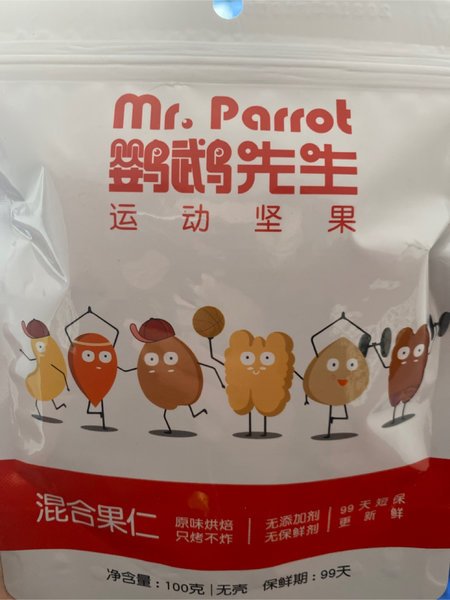 Mr. Parrot
鹦鹉先生
运动坚果
混合果仁
原味烘焙
只烤不炸
无添加剂
无保鲜剂
99天短保
更新鲜
净含量：100克|无壳 保鲜期：99天